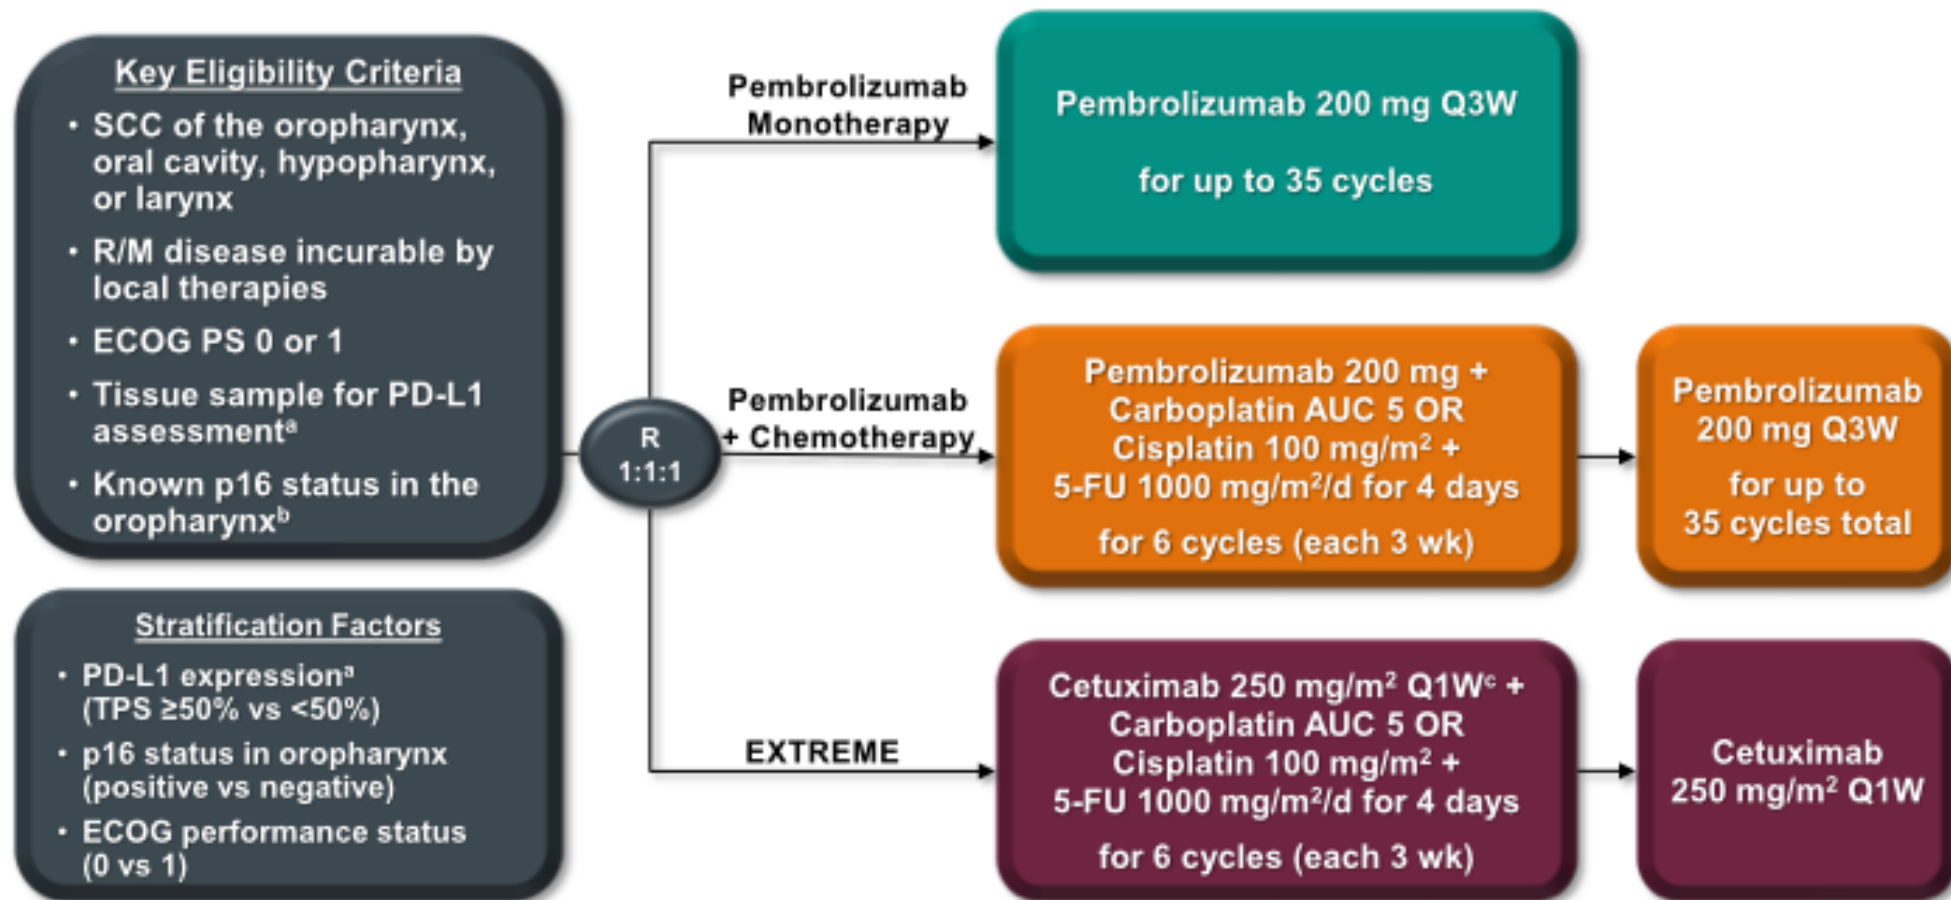 Key Eligibility Criteria
• SCC of the oropharynx,
oral cavity, hypopharynx,
or larynx
• R/M disease incurable by
local therapies
• ECOG PS 0 or 1
• Tissue sample for PD-L1
assessmentᵃ
• Known p16 status in the
oropharynxᵇ
Stratification Factors
• PD-L1 expressionᵃ
(TPS ≥50% vs <50%)
• p16 status in oropharynx
(positive vs negative)
• ECOG performance status
(0 vs 1)
R
1:1:1
Pembrolizumab
Monotherapy
Pembrolizumab 200 mg Q3W
for up to 35 cycles
Pembrolizumab
+ Chemotherapy
Pembrolizumab 200 mg +
Carboplatin AUC 5 OR
Cisplatin 100 mg/m² +
5-FU 1000 mg/m²/d for 4 days
for 6 cycles (each 3 wk)
Pembrolizumab
200 mg Q3W
for up to
35 cycles total
EXTREME
Cetuximab 250 mg/m² Q1Wᶜ +
Carboplatin AUC 5 OR
Cisplatin 100 mg/m² +
5-FU 1000 mg/m²/d for 4 days
for 6 cycles (each 3 wk)
Cetuximab
250 mg/m² Q1W